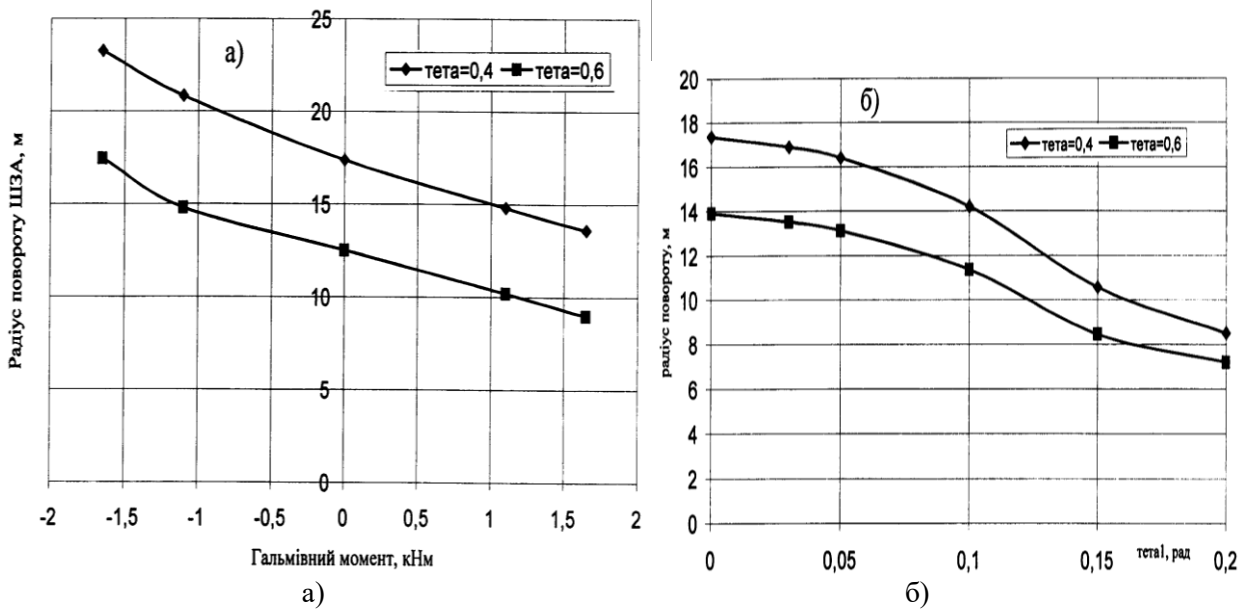 25
а)
тета=0,4 тета=0,6
20
15
10
5
0
-2 -1,5 -1 -0,5 0 0,5 1 1,5 2
Радіус повороту ШЗА, м
Гальмівний момент, кНм
а)
20
б)
18
тета=0,4 тета=0,6
16
14
12
10
8
6
4
2
0
0 0,05 0,1 0,15 тета1, рад 0,2
радіус повороту, м
б)